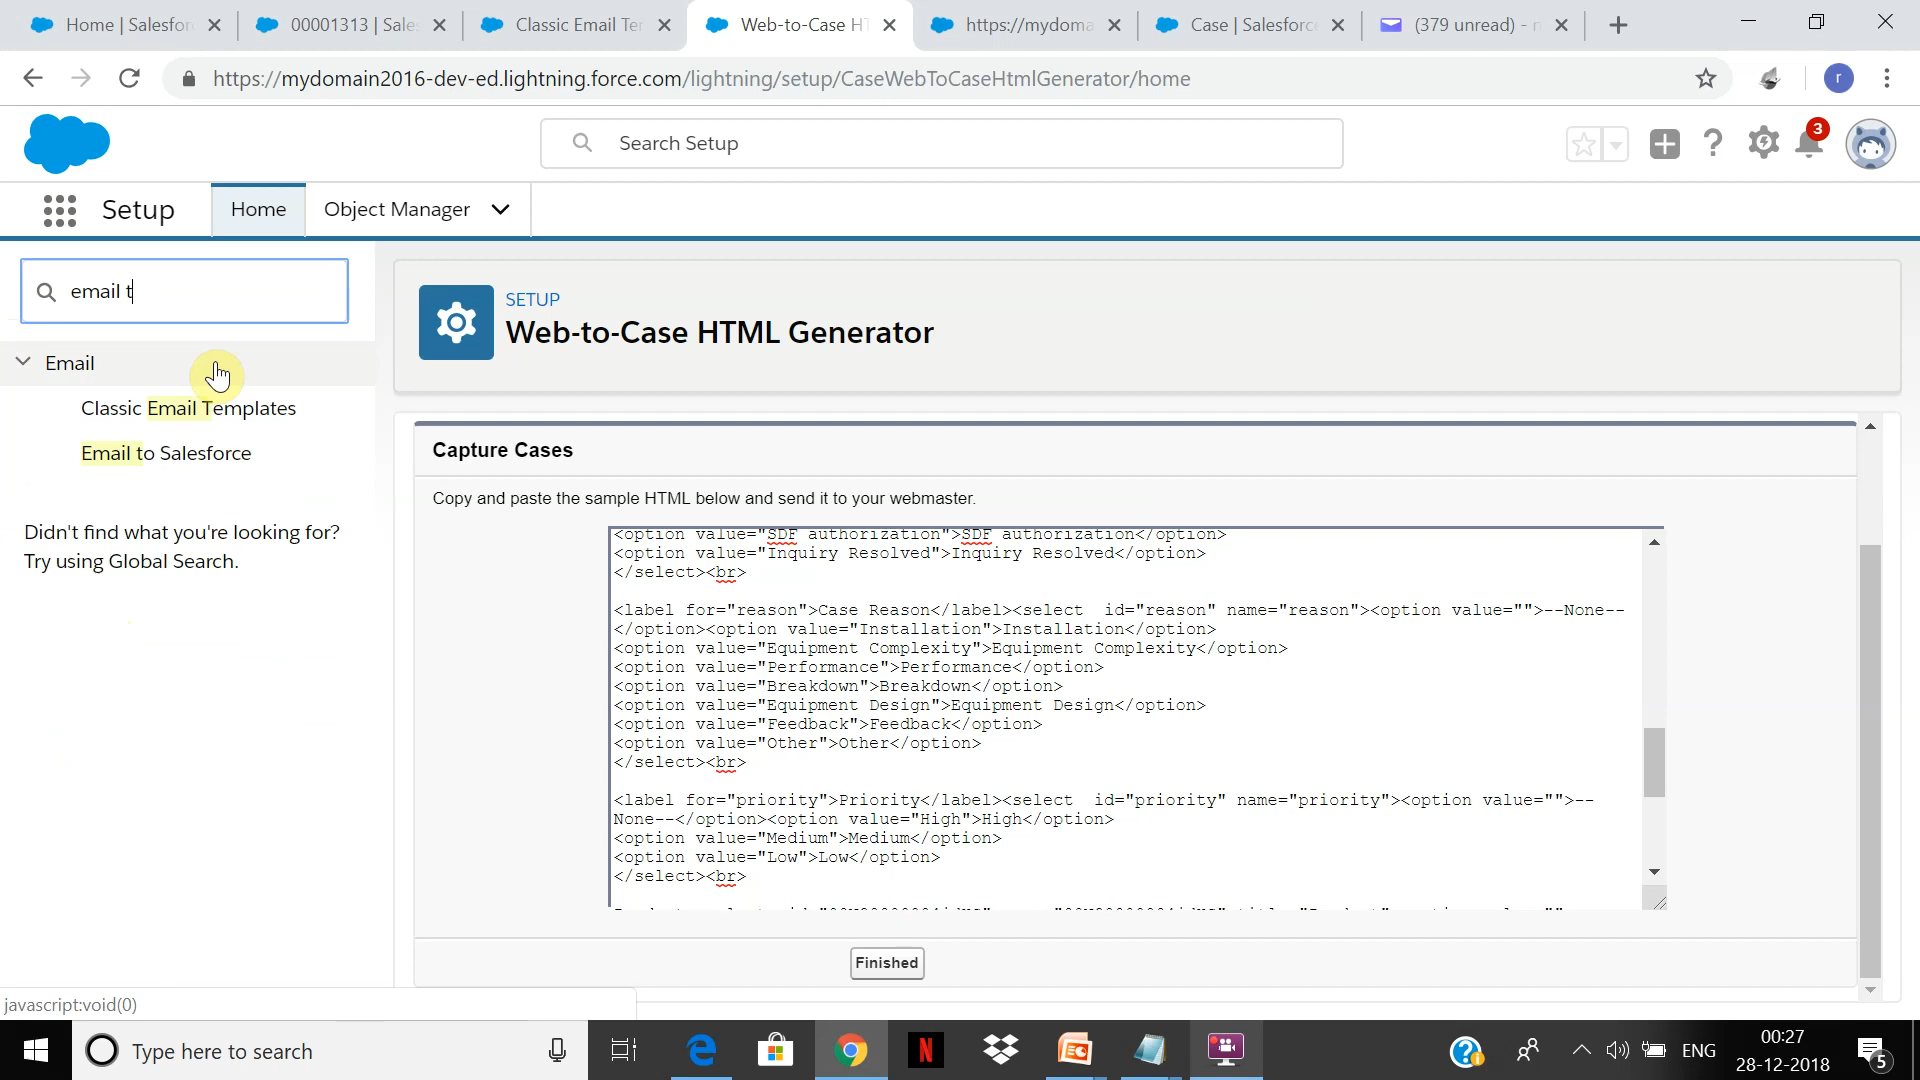 Home | Salesfor
00001313 | Sale
Classic Email Te
Web-to-Case HT
https://mydoma
Case | Salesforc
(379 unread) -
https://mydomain2016-dev-ed.lightning.force.com/lightning/setup/CaseWebToCaseHtmlGenerator/home
r
Search Setup
3
Setup
Home
Object Manager
email t
Email
Classic Email Templates
Email to Salesforce
Didn't find what you're looking for?
Try using Global Search.
SETUP
Web-to-Case HTML Generator
Capture Cases
Copy and paste the sample HTML below and send it to your webmaster.
<option value="SDF authorization">SDF authorization</option>
<option value="Inquiry Resolved">Inquiry Resolved</option>
</select><br>
<label for="reason">Case Reason</label><select  id="reason" name="reason"><option value="">--None--
</option><option value="Installation">Installation</option>
<option value="Equipment Complexity">Equipment Complexity</option>
<option value="Performance">Performance</option>
<option value="Breakdown">Breakdown</option>
<option value="Equipment Design">Equipment Design</option>
<option value="Feedback">Feedback</option>
<option value="Other">Other</option>
</select><br>
<label for="priority">Priority</label><select  id="priority" name="priority"><option value="">--
None--</option><option value="High">High</option>
<option value="Medium">Medium</option>
<option value="Low">Low</option>
</select><br>
Finished
javascript:void(0)
Type here to search
ENG
00:27
28-12-2018
5